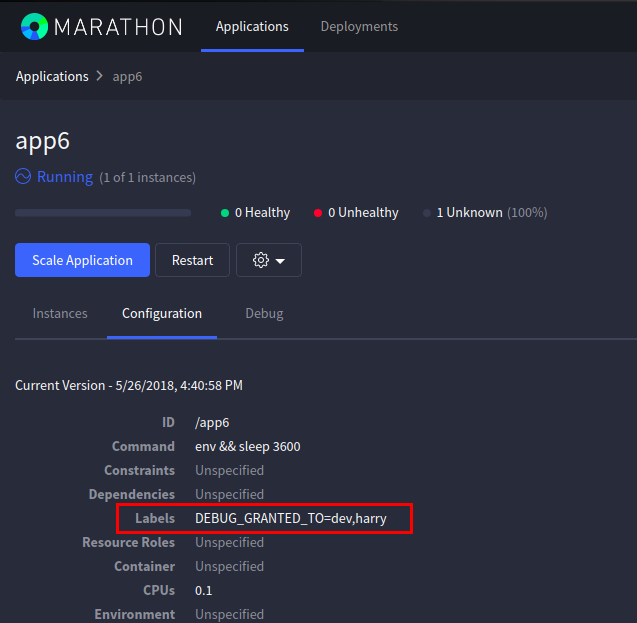 MARATHON Applications Deployments
Applications > app6
app6
Running (1 of 1 instances)
0 Healthy 0 Unhealthy 1 Unknown (100%)
Scale Application Restart
Instances Configuration Debug
Current Version - 5/26/2018, 4:40:58 PM
ID /app6
Command env && sleep 3600
Constraints Unspecified
Dependencies Unspecified
Labels DEBUG_GRANTED_TO=dev,harry
Resource Roles Unspecified
Container Unspecified
CPUs 0.1
Environment Unspecified